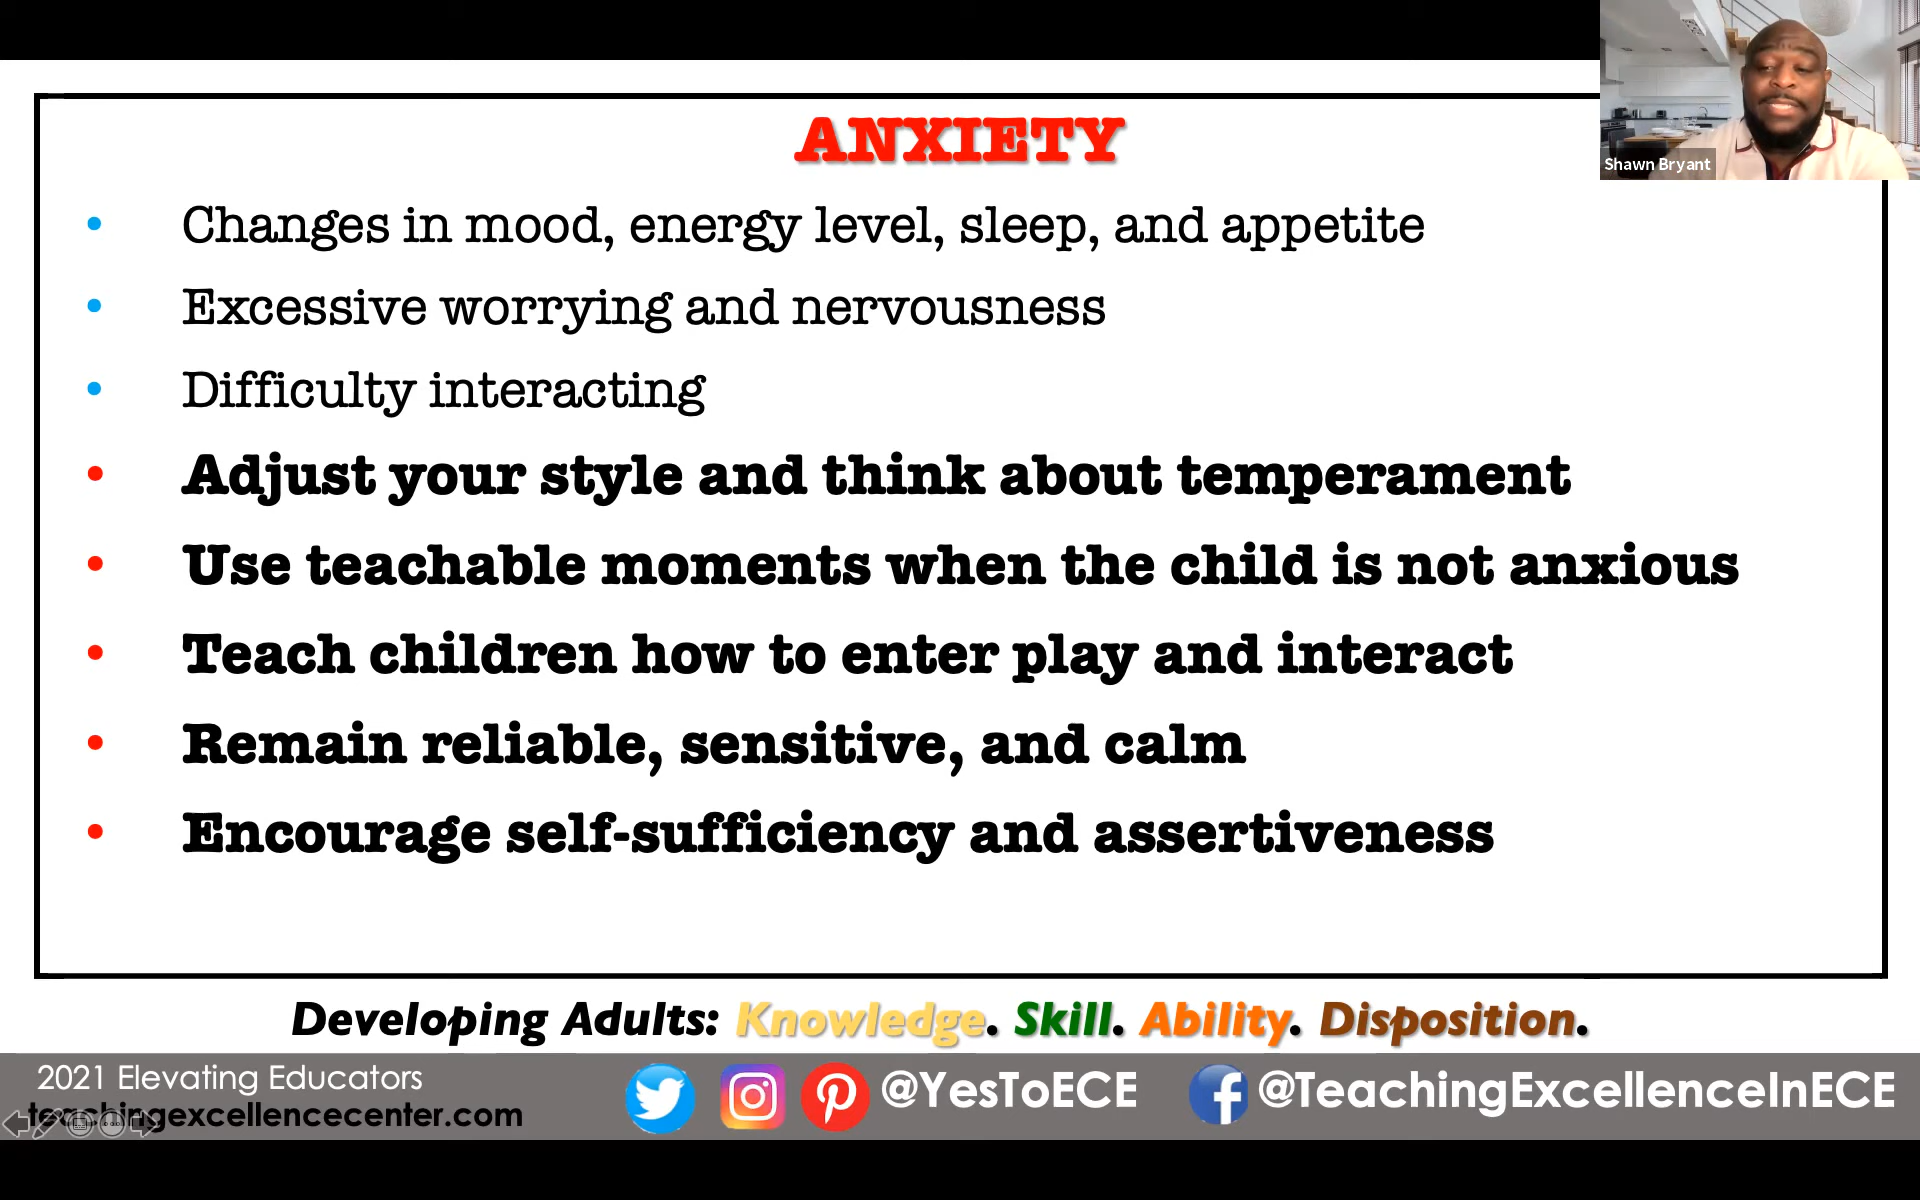 ANXIETY
Shawn Bryant
• Changes in mood, energy level, sleep, and appetite
• Excessive worrying and nervousness
• Difficulty interacting
• Adjust your style and think about temperament
• Use teachable moments when the child is not anxious
• Teach children how to enter play and interact
• Remain reliable, sensitive, and calm
• Encourage self-sufficiency and assertiveness
Developing Adults: Knowledge. Skill. Ability. Disposition.
2021 Elevating Educators
teachingexcellencecenter.com
@YesToECE
@TeachingExcellenceInECE